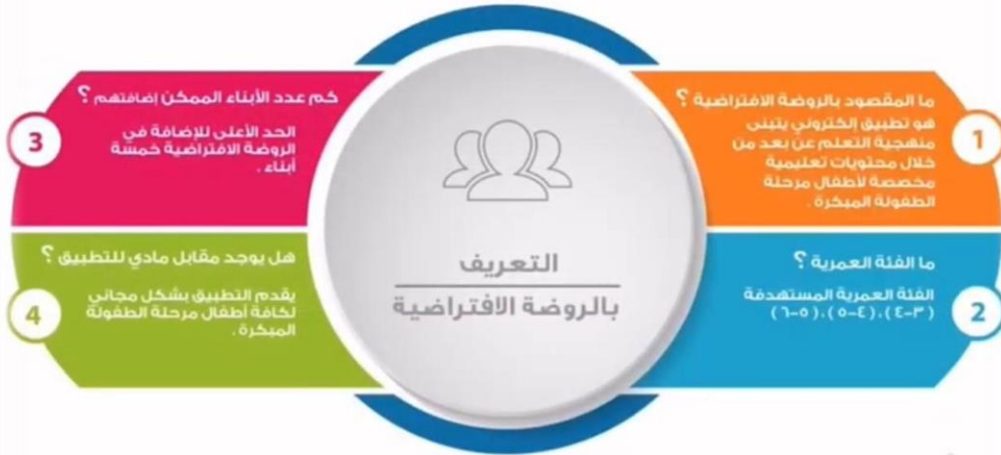 التعريف
بالروضة الافتراضية
1
ما المقصود بالروضة الافتراضية ؟
هو تطبيق إلكتروني يتبنى
منهجية التعلم عن بعد من
خلال محتويات تعليمية
مخصصة لأطفال مرحلة
الطفولة المبكرة .
2
ما الفئة العمرية ؟
الفئة العمرية المستهدفة
(٣-٤)،(٤-٥)،(٥-٦)
3
كم عدد الأبناء الممكن إضافتهم ؟
الحد الأعلى للإضافة في
الروضة الافتراضية خمسة
أبناء .
4
هل يوجد مقابل مادي للتطبيق ؟
يقدم التطبيق بشكل مجاني
لكافة أطفال مرحلة الطفولة
المبكرة .